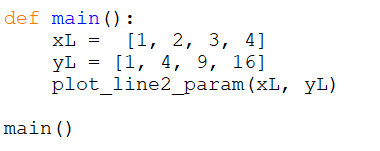 def main():
    xL =  [1, 2, 3, 4]
    yL = [1, 4, 9, 16]
    plot_line2_param(xL, yL)

main()